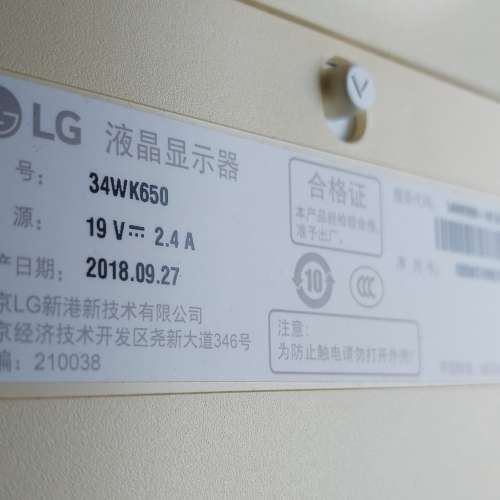 LG 液晶显示器
号: 34WK650
源: 19 V⎓ 2.4 A
产日期: 2018.09.27
京LG新港新技术有限公司
京经济技术开发区尧新大道346号
编: 210038
合格证
本产品经检验合格,
准予出厂。
10
CCC
注意:
为防止触电请勿打开外壳!